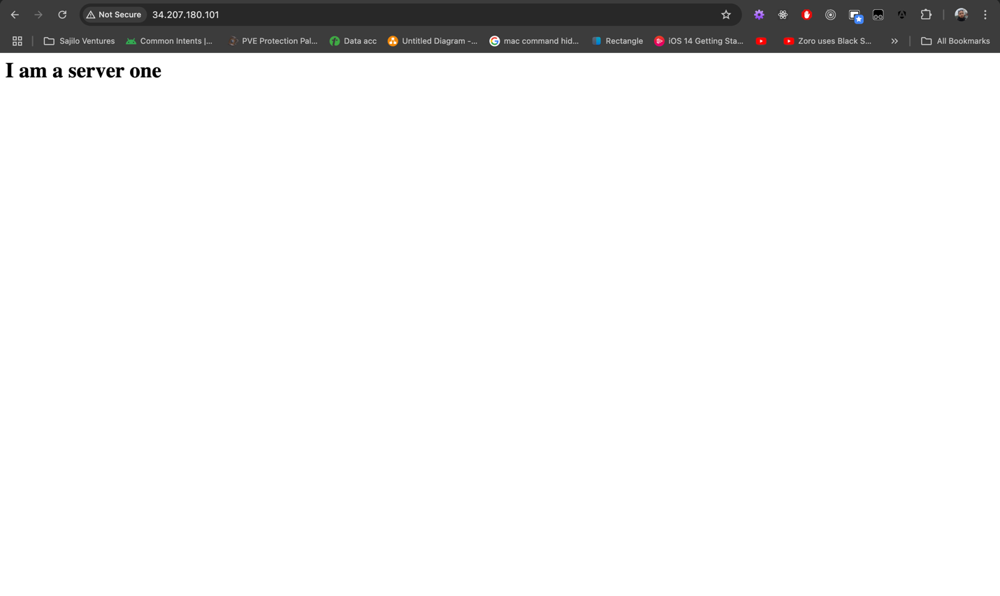 Not Secure 34.207.180.101
Sajilo Ventures Common Intents |... PVE Protection Pal... Data acc Untitled Diagram -... mac command hid... Rectangle iOS 14 Getting Sta... Zoro uses Black S... All Bookmarks
I am a server one